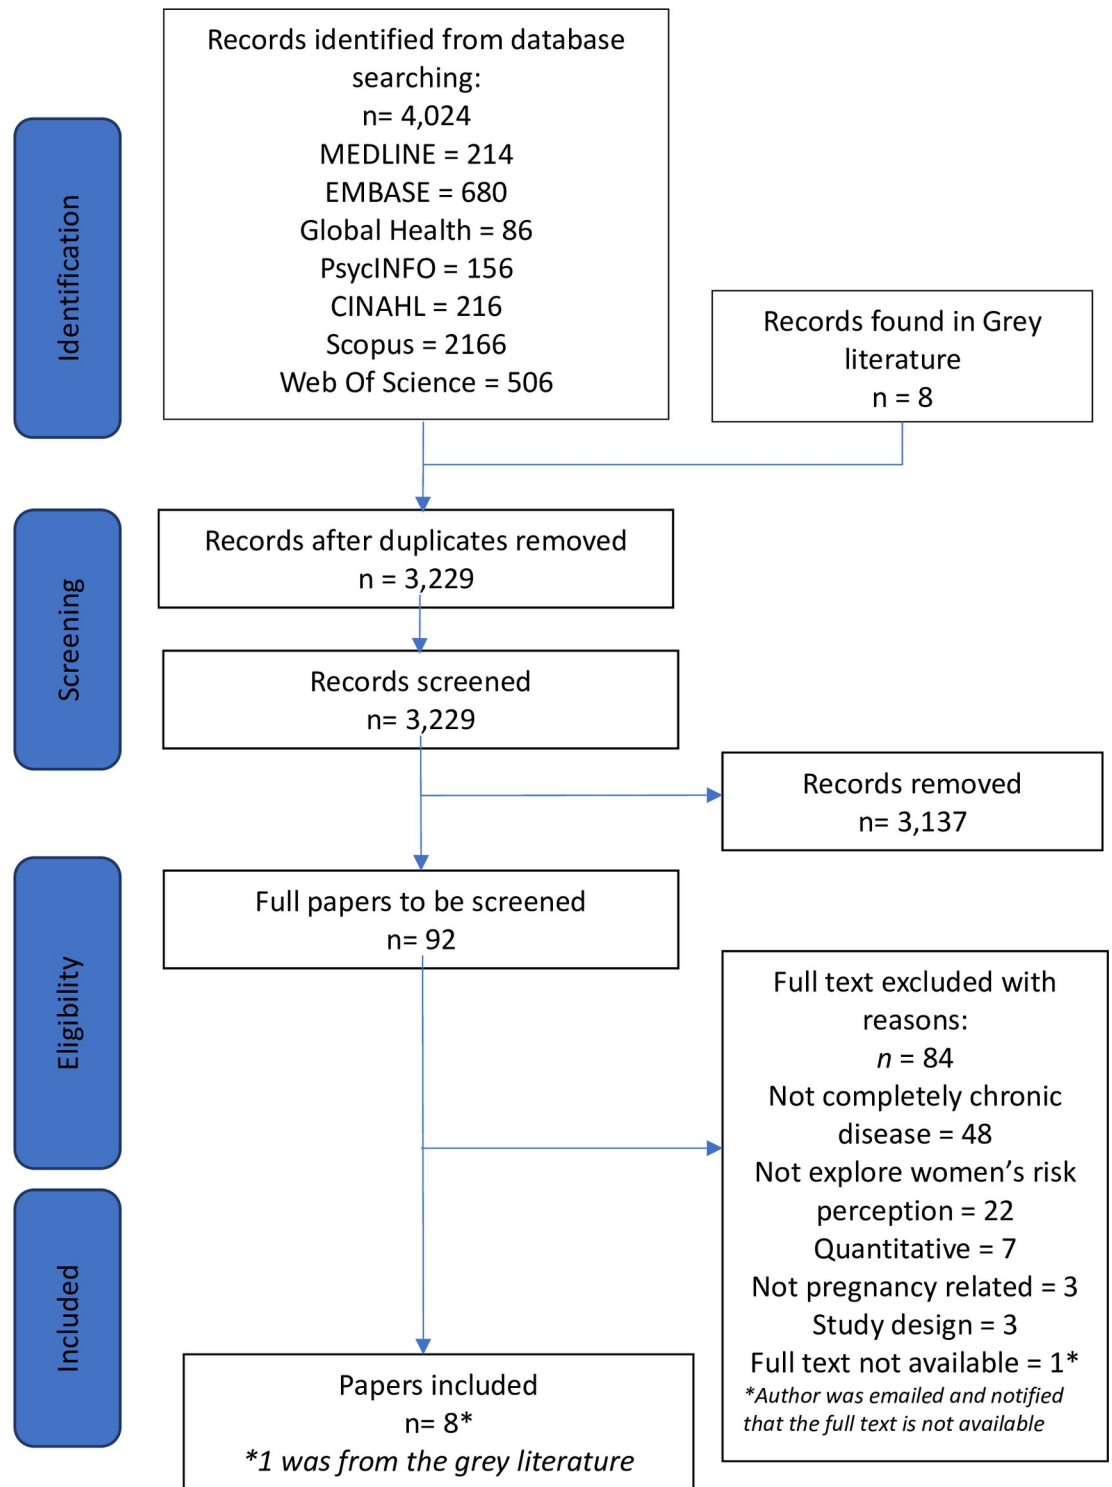 Identification
Records identified from database
searching:
n= 4,024
MEDLINE = 214
EMBASE = 680
Global Health = 86
PsycINFO = 156
CINAHL = 216
Scopus = 2166
Web Of Science = 506
Records found in Grey
literature
n = 8
Screening
Records after duplicates removed
n = 3,229
Records screened
n= 3,229
Records removed
n= 3,137
Eligibility
Full papers to be screened
n= 92
Full text excluded with
reasons:
n = 84
Not completely chronic
disease = 48
Not explore women’s risk
perception = 22
Quantitative = 7
Not pregnancy related = 3
Study design = 3
Full text not available = 1*
*Author was emailed and notified
that the full text is not available
Included
Papers included
n= 8*
*1 was from the grey literature